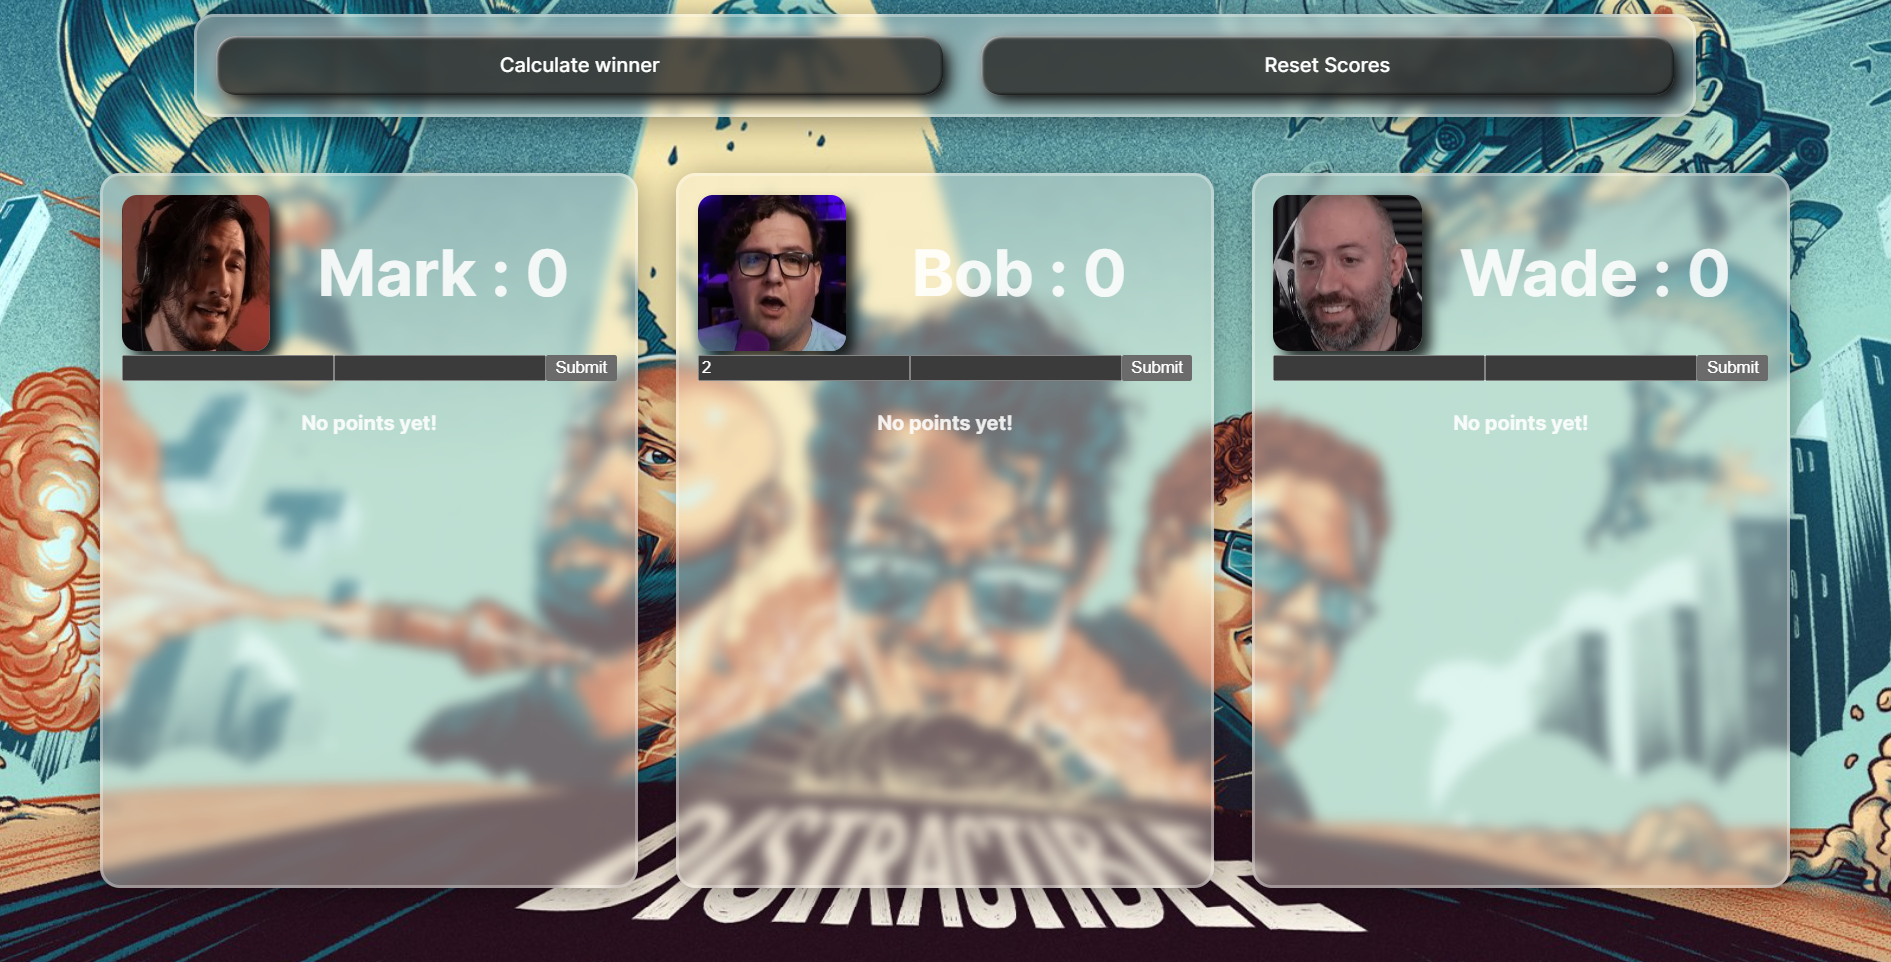 Calculate winner
Reset Scores
Mark : 0
Submit
No points yet!
Bob : 0
2
Submit
No points yet!
Wade : 0
Submit
No points yet!
DISTRACTIBLE